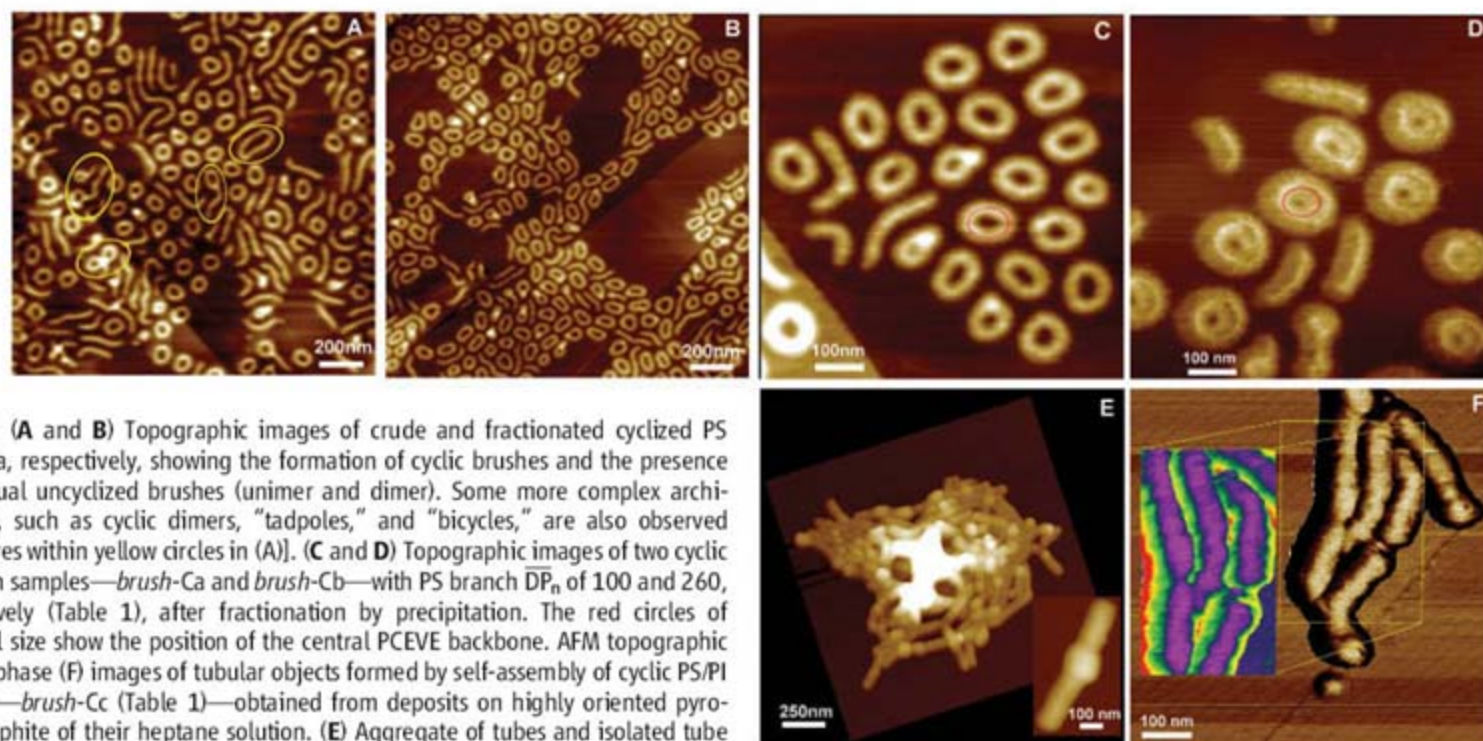 A
B
C
D
200nm
200nm
100nm
100 nm
(A and B) Topographic images of crude and fractionated cyclized PS
a, respectively, showing the formation of cyclic brushes and the presence
ual uncyclized brushes (unimer and dimer). Some more complex archi-
, such as cyclic dimers, “tadpoles,” and “bicycles,” are also observed
es within yellow circles in (A)]. (C and D) Topographic images of two cyclic
n samples—brush-Ca and brush-Cb—with PS branch DPn of 100 and 260,
vely (Table 1), after fractionation by precipitation. The red circles of
l size show the position of the central PCEVE backbone. AFM topographic
phase (F) images of tubular objects formed by self-assembly of cyclic PS/PI
—brush-Cc (Table 1)—obtained from deposits on highly oriented pyro-
phite of their heptane solution. (E) Aggregate of tubes and isolated tube
E
F
250nm
100 nm
100 nm